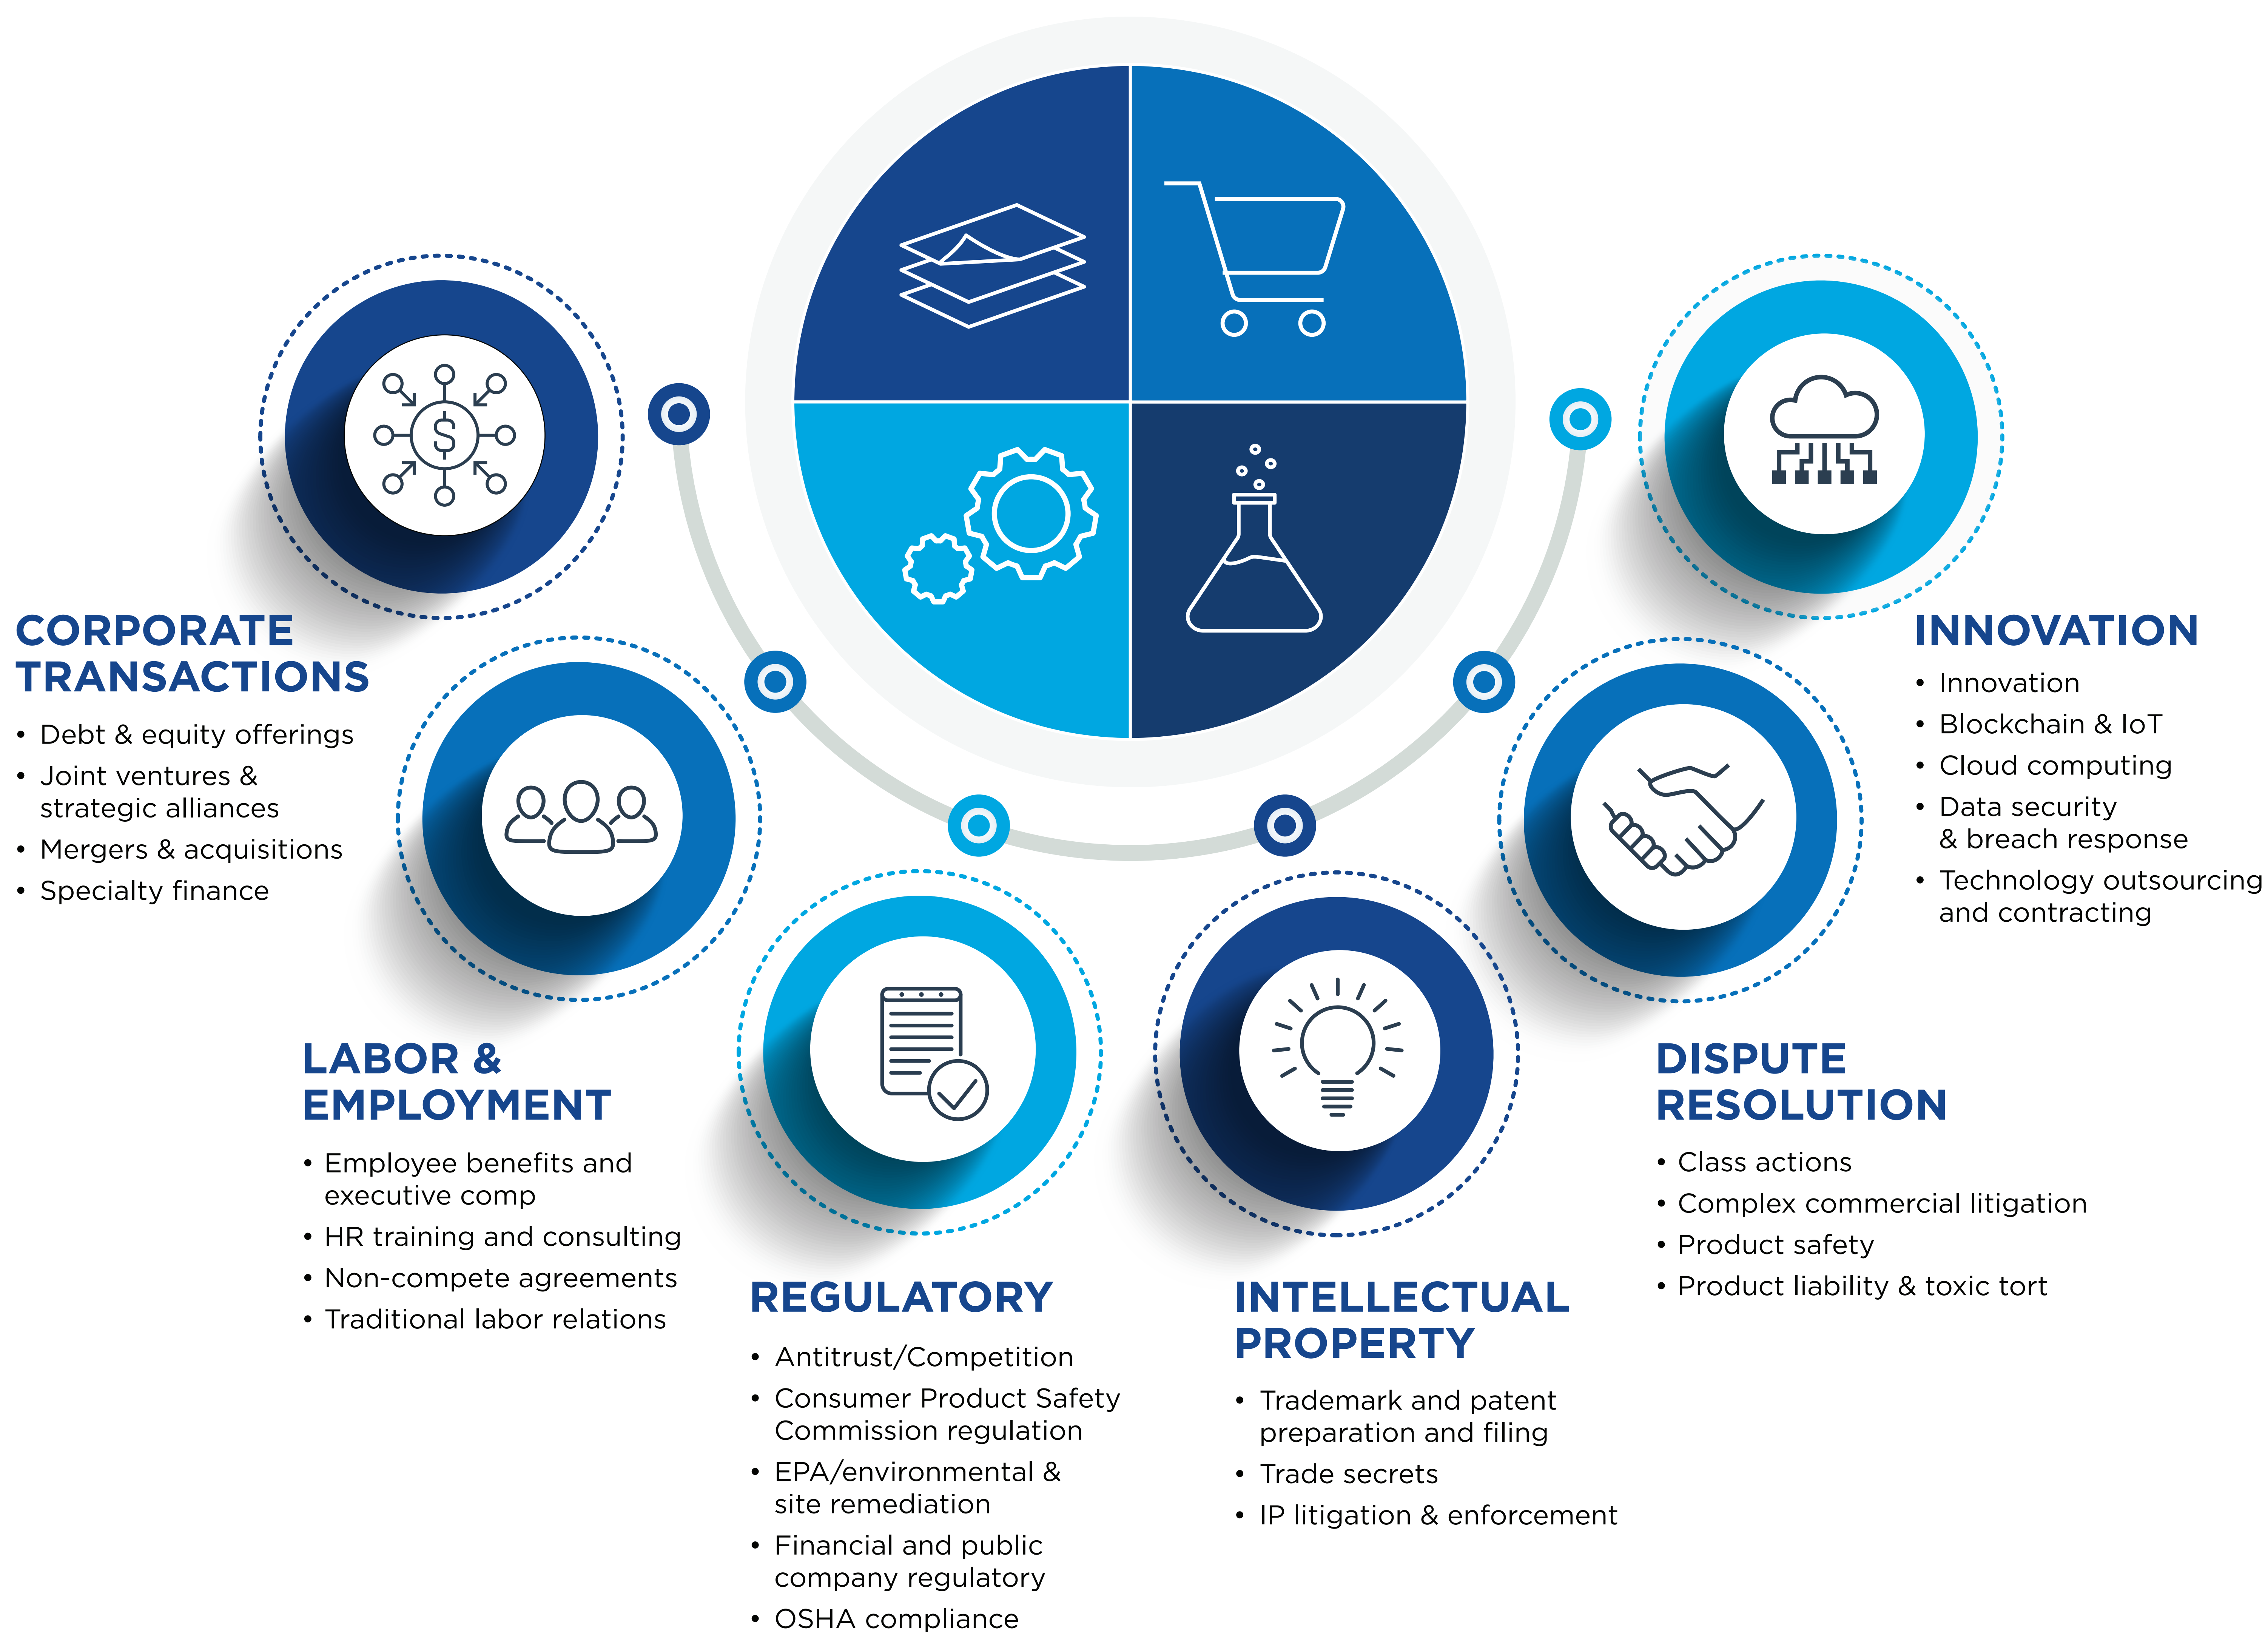 CORPORATE
TRANSACTIONS
• Debt & equity offerings
• Joint ventures &
strategic alliances
• Mergers & acquisitions
• Specialty finance
LABOR &
EMPLOYMENT
• Employee benefits and
executive comp
• HR training and consulting
• Non-compete agreements
• Traditional labor relations
REGULATORY
• Antitrust/Competition
• Consumer Product Safety
Commission regulation
• EPA/environmental &
site remediation
• Financial and public
company regulatory
• OSHA compliance
INTELLECTUAL
PROPERTY
• Trademark and patent
preparation and filing
• Trade secrets
• IP litigation & enforcement
DISPUTE
RESOLUTION
• Class actions
• Complex commercial litigation
• Product safety
• Product liability & toxic tort
INNOVATION
• Innovation
• Blockchain & IoT
• Cloud computing
• Data security
& breach response
• Technology outsourcing
and contracting
$